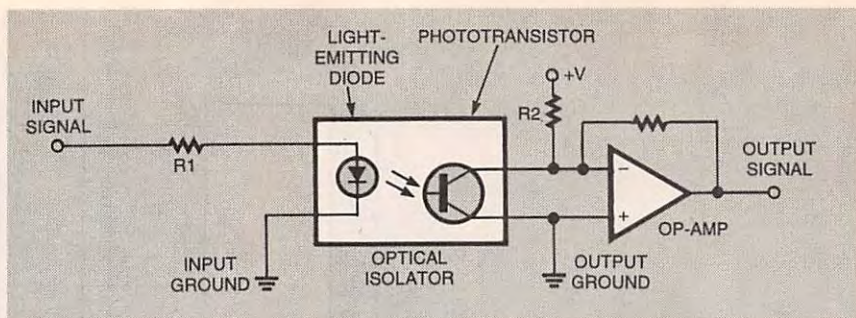 LIGHT-
EMITTING
DIODE
PHOTOTRANSISTOR
+V
INPUT
SIGNAL
R1
R2
OUTPUT
SIGNAL
−
+
OP-AMP
INPUT
GROUND
OPTICAL
ISOLATOR
OUTPUT
GROUND